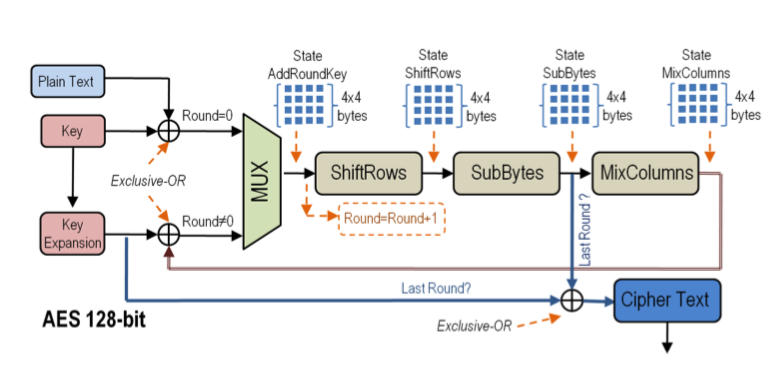 State
AddRoundKey
4x4
bytes
State
ShiftRows
4x4
bytes
State
SubBytes
4x4
bytes
State
MixColumns
4x4
bytes
Plain Text
Key
Round=0
Exclusive-OR
MUX
ShiftRows
SubBytes
MixColumns
Round=Round+1
Key
Expansion
Round≠0
Last Round ?
Last Round?
Cipher Text
Exclusive-OR
AES 128-bit